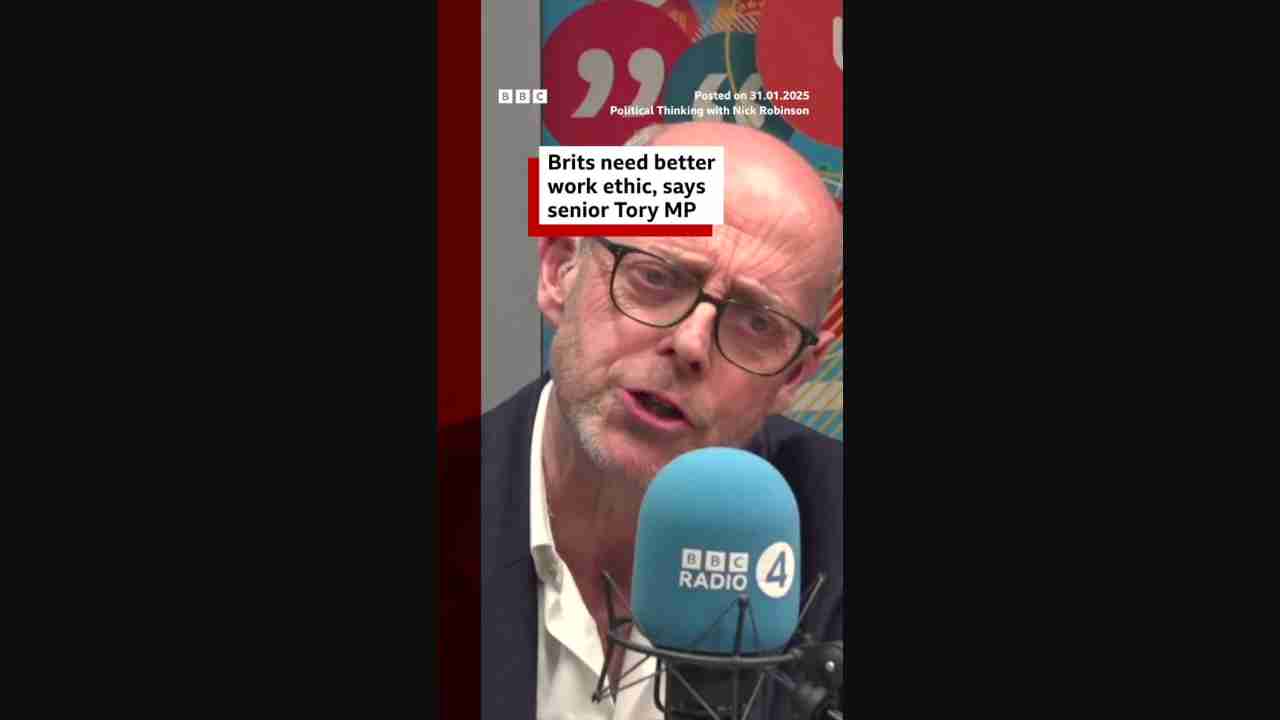 BBC
Posted on 31.01.2025
Political Thinking with Nick Robinson
Brits need better
work ethic, says
senior Tory MP
BBC
RADIO 4